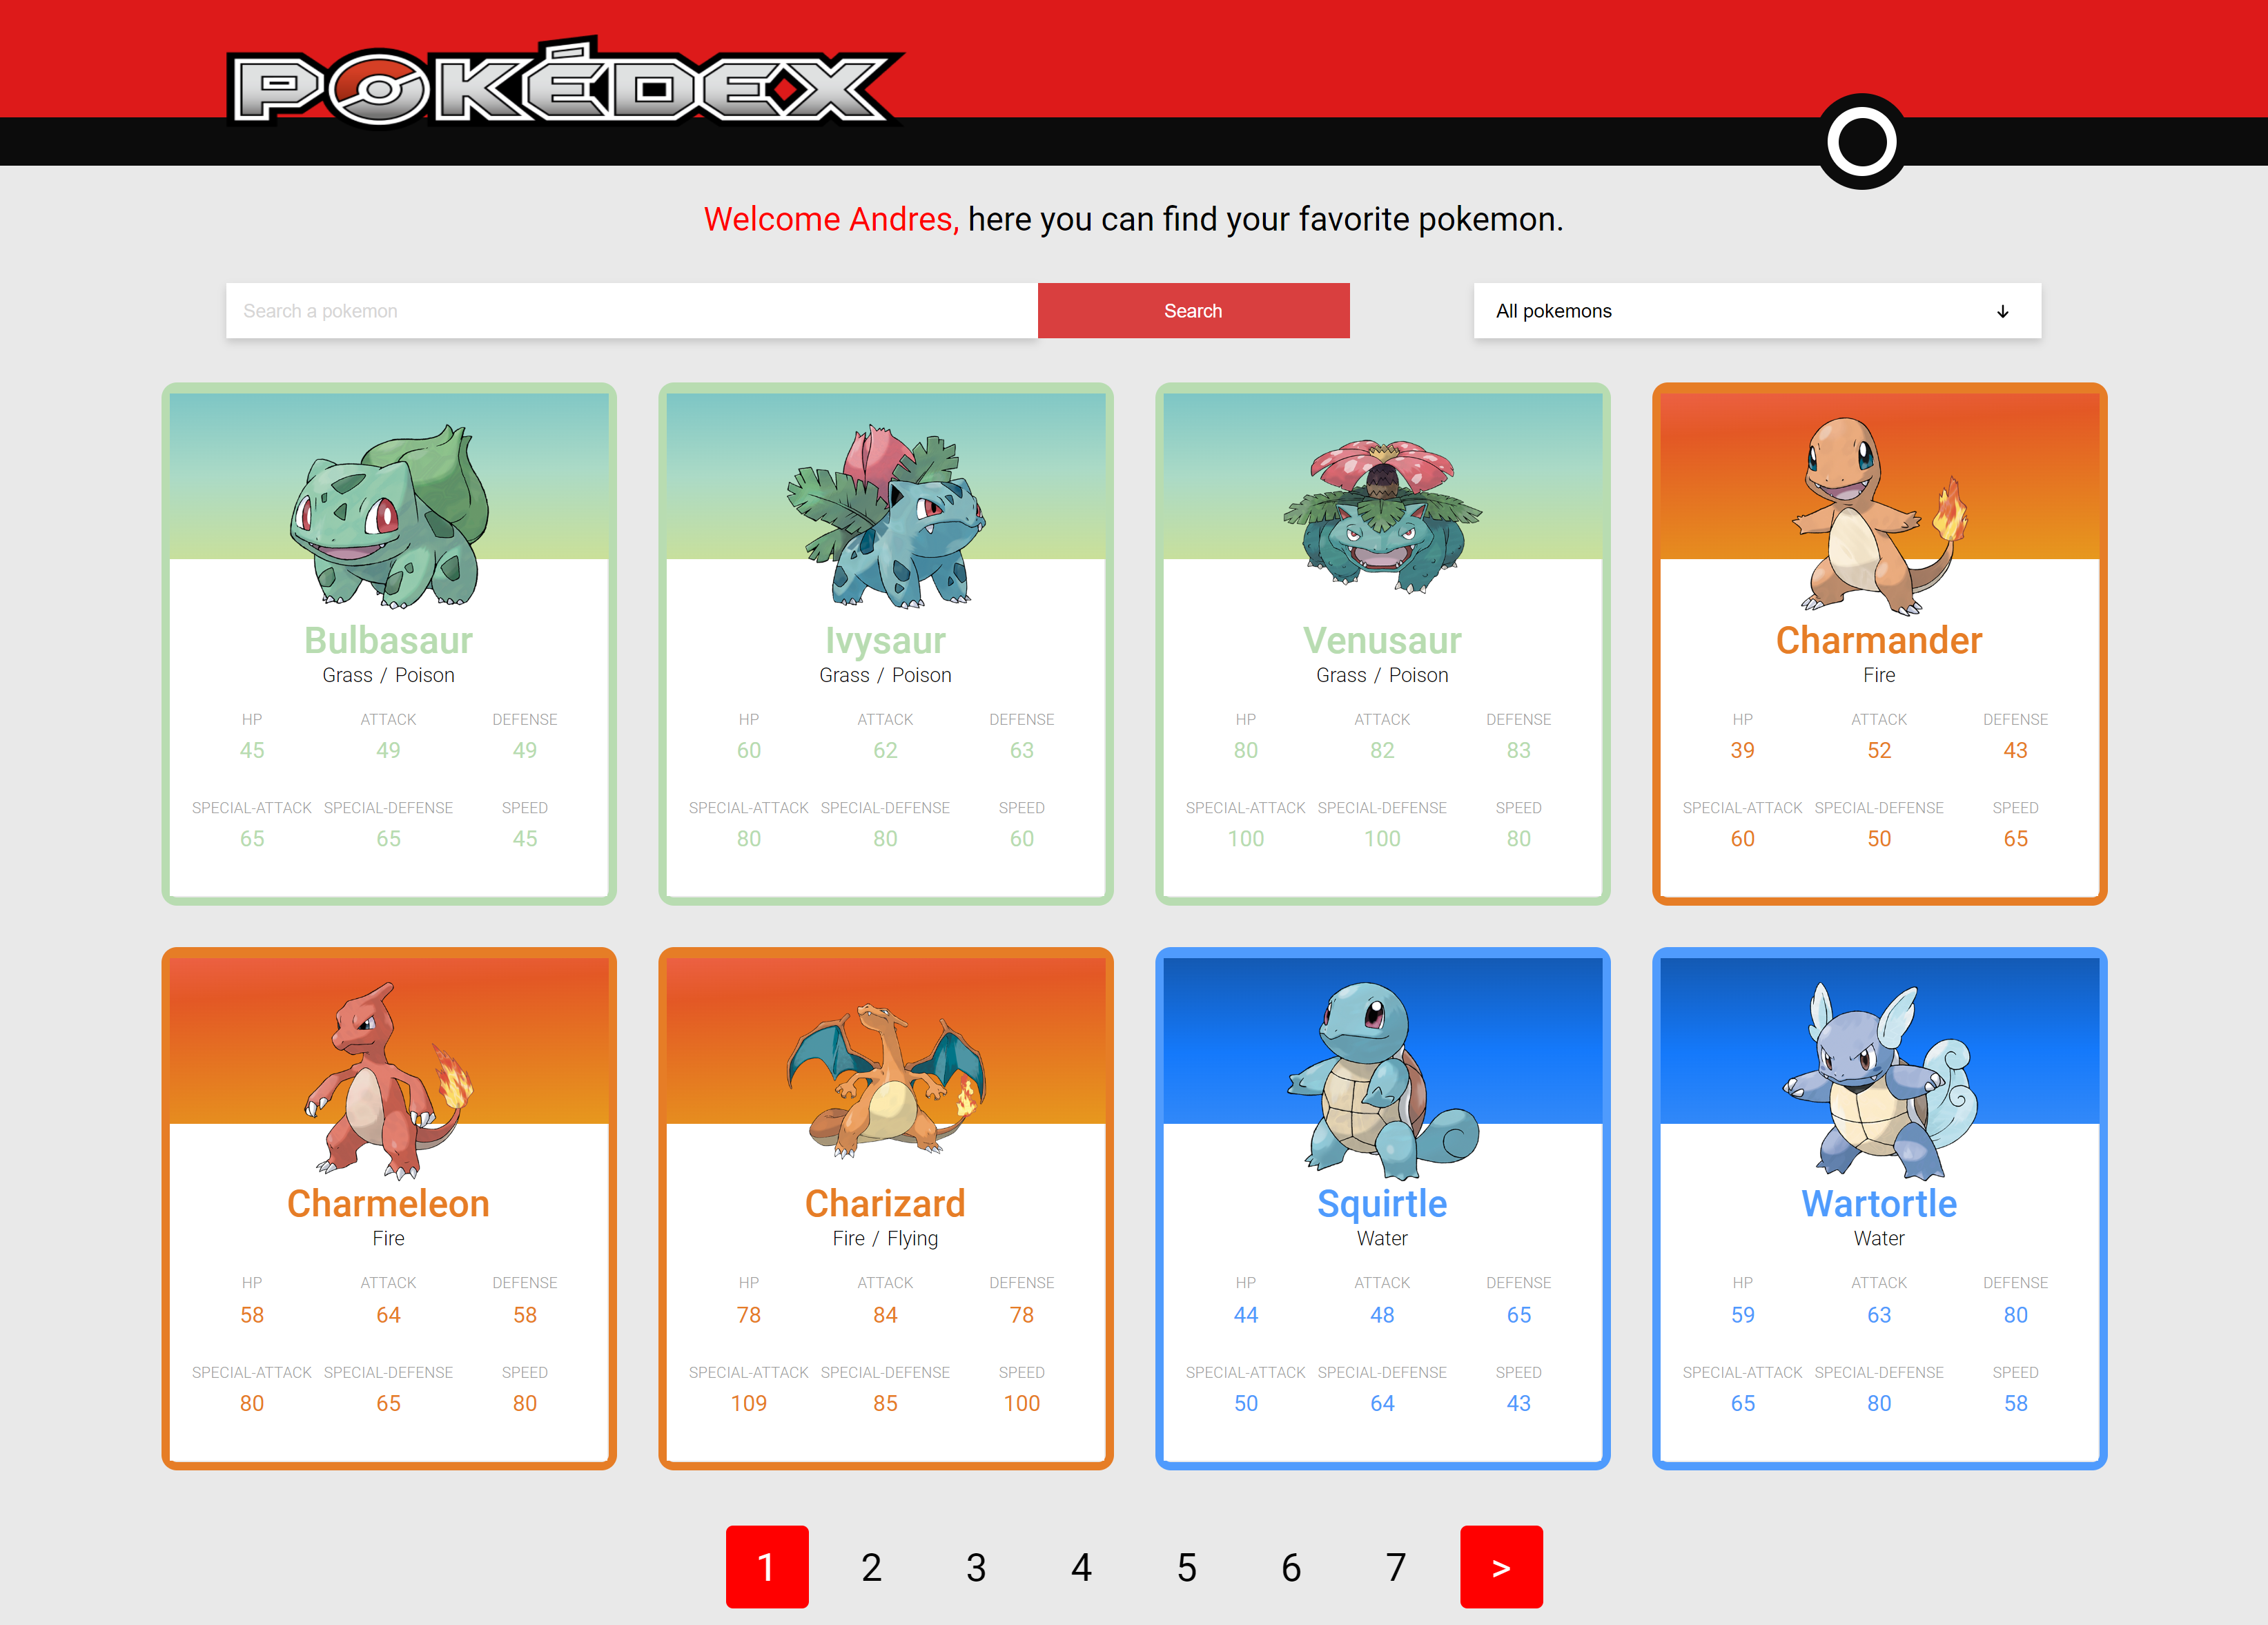 POKÉDEX
Welcome Andres, here you can find your favorite pokemon.
Search a pokemon
Search
All pokemons
Bulbasaur
Grass / Poison
HP ATTACK DEFENSE
45 49 49
SPECIAL-ATTACK SPECIAL-DEFENSE SPEED
65 65 45
Ivysaur
Grass / Poison
HP ATTACK DEFENSE
60 62 63
SPECIAL-ATTACK SPECIAL-DEFENSE SPEED
80 80 60
Venusaur
Grass / Poison
HP ATTACK DEFENSE
80 82 83
SPECIAL-ATTACK SPECIAL-DEFENSE SPEED
100 100 80
Charmander
Fire
HP ATTACK DEFENSE
39 52 43
SPECIAL-ATTACK SPECIAL-DEFENSE SPEED
60 50 65
Charmeleon
Fire
HP ATTACK DEFENSE
58 64 58
SPECIAL-ATTACK SPECIAL-DEFENSE SPEED
80 65 80
Charizard
Fire / Flying
HP ATTACK DEFENSE
78 84 78
SPECIAL-ATTACK SPECIAL-DEFENSE SPEED
109 85 100
Squirtle
Water
HP ATTACK DEFENSE
44 48 65
SPECIAL-ATTACK SPECIAL-DEFENSE SPEED
50 64 43
Wartortle
Water
HP ATTACK DEFENSE
59 63 80
SPECIAL-ATTACK SPECIAL-DEFENSE SPEED
65 80 58
1 2 3 4 5 6 7 >